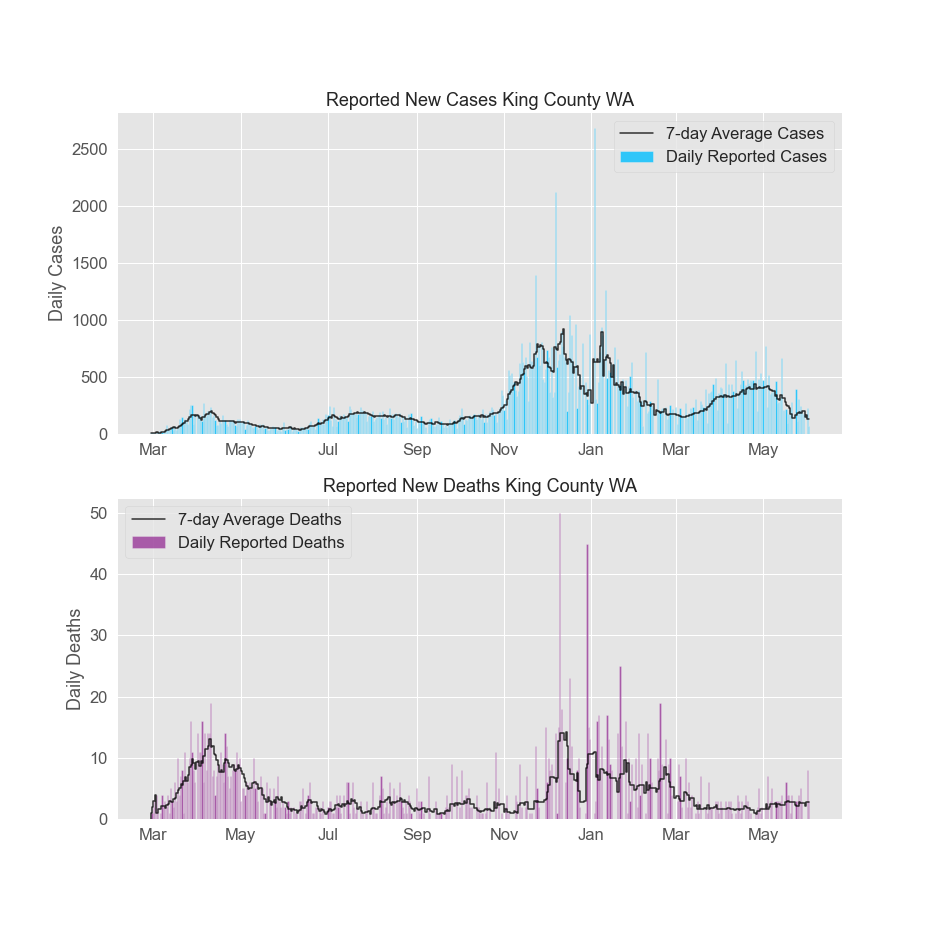 Reported New Cases King County WA
7-day Average Cases
Daily Reported Cases
Daily Cases
2500
2000
1500
1000
500
0
Mar May Jul Sep Nov Jan Mar May
Reported New Deaths King County WA
7-day Average Deaths
Daily Reported Deaths
Daily Deaths
50
40
30
20
10
0
Mar May Jul Sep Nov Jan Mar May